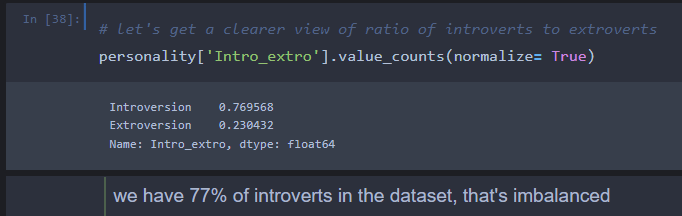 In [38]:
# let's get a clearer view of ratio of introverts to extroverts
personality['Intro_extro'].value_counts(normalize= True)
Introversion    0.769568
Extroversion    0.230432
Name: Intro_extro, dtype: float64
we have 77% of introverts in the dataset, that's imbalanced